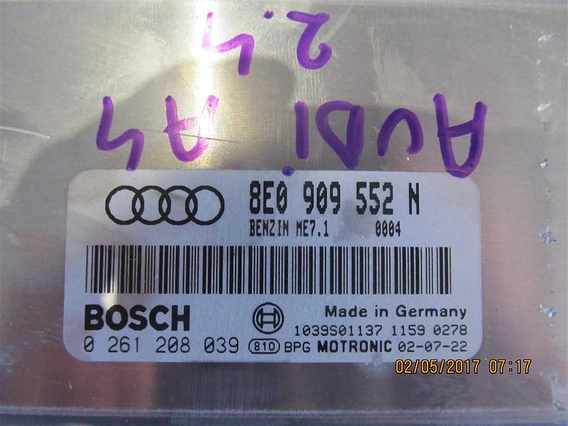 AUDI A4
2.4
8E0 909 552 N
BENZIN ME7.1 0004
BOSCH
Made in Germany
1039S01137 1159 0278
0 261 208 039 810 BPG MOTRONIC 02-07-22
02/05/2017 07:17